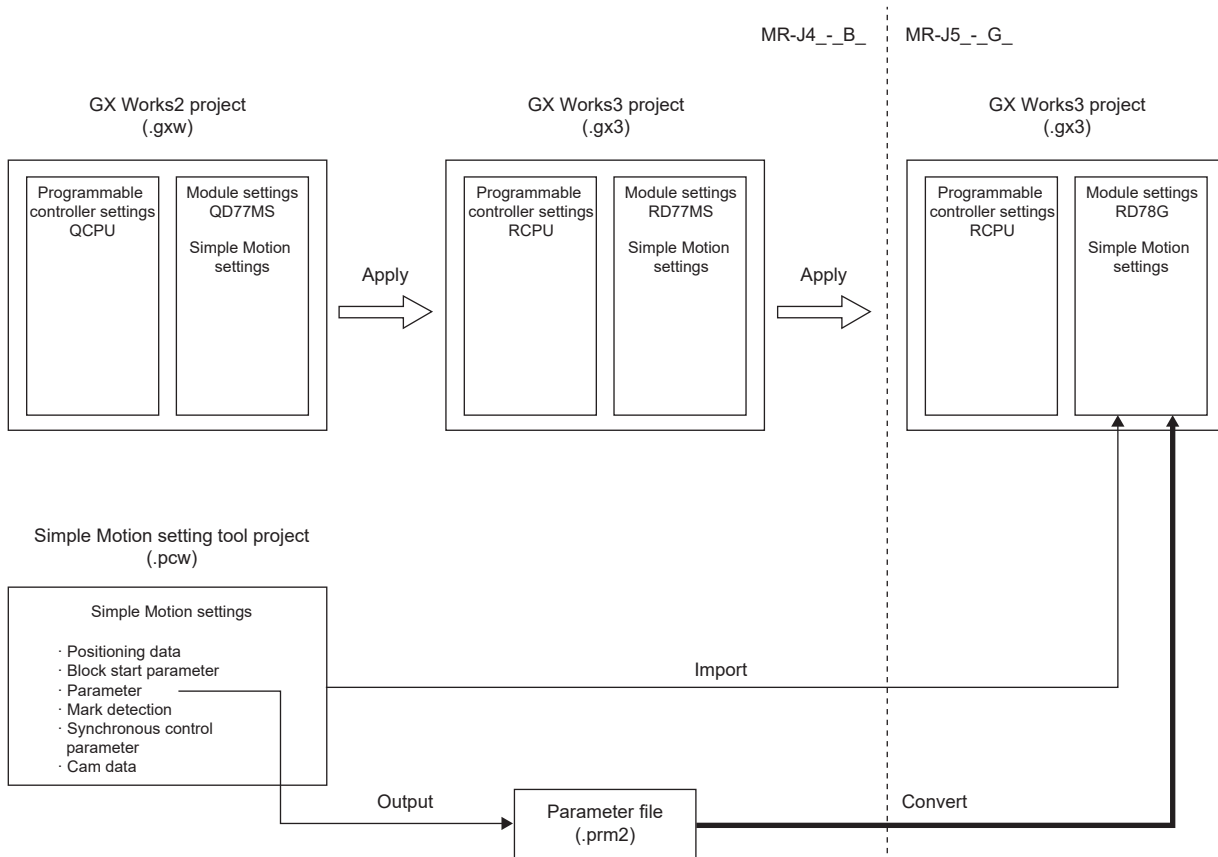 MR-J4_-_B_
MR-J5_-_G_
GX Works2 project
(.gxw)
Programmable
controller settings
QCPU
Module settings
QD77MS
Simple Motion
settings
Apply
GX Works3 project
(.gx3)
Programmable
controller settings
RCPU
Module settings
RD77MS
Simple Motion
settings
Apply
GX Works3 project
(.gx3)
Programmable
controller settings
RCPU
Module settings
RD78G
Simple Motion
settings
Simple Motion setting tool project
(.pcw)
Simple Motion settings
· Positioning data
· Block start parameter
· Parameter
· Mark detection
· Synchronous control
parameter
· Cam data
Import
Output
Parameter file
(.prm2)
Convert